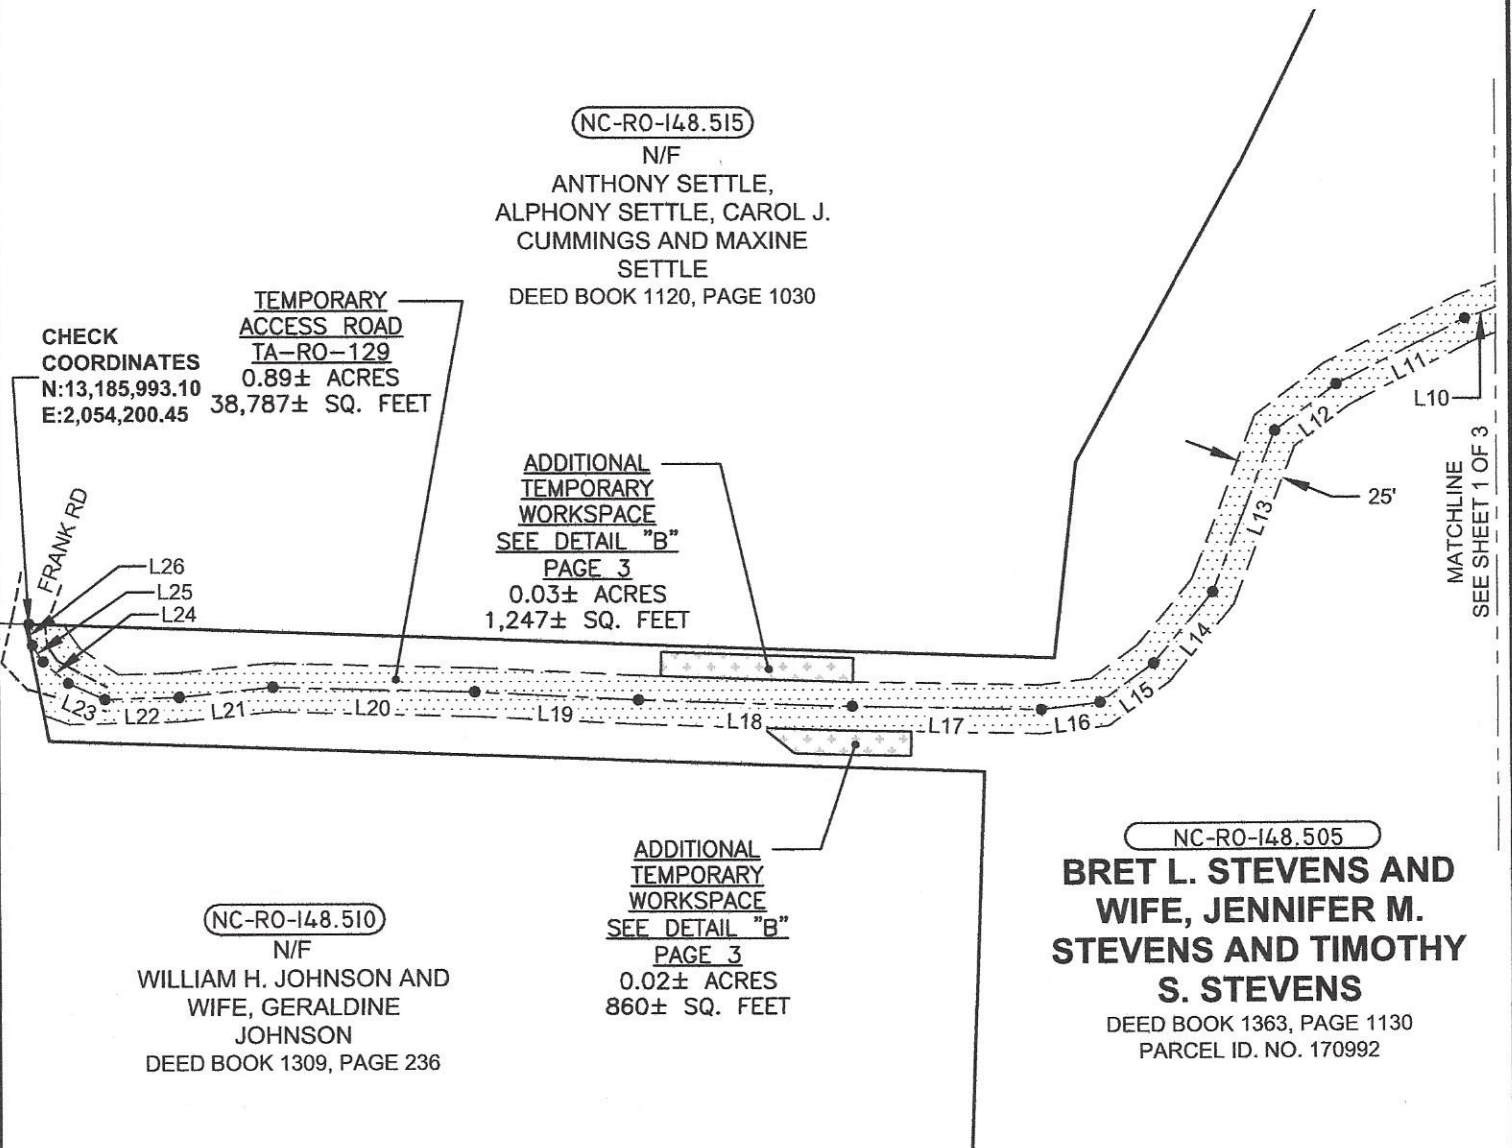 NC-RO-148.515
N/F
ANTHONY SETTLE,
ALPHONY SETTLE, CAROL J.
CUMMINGS AND MAXINE
SETTLE
DEED BOOK 1120, PAGE 1030
TEMPORARY
ACCESS ROAD
TA-RO-129
0.89± ACRES
38,787± SQ. FEET
CHECK
COORDINATES
N:13,185,993.10
E:2,054,200.45
ADDITIONAL
TEMPORARY
WORKSPACE
SEE DETAIL "B"
PAGE 3
0.03± ACRES
1,247± SQ. FEET
FRANK RD
L26
L25
L24
L23
L22
L21
L20
L19
L18
L17
L16
L15
L14
L13
L12
L11
L10
25'
MATCHLINE
SEE SHEET 1 OF 3
ADDITIONAL
TEMPORARY
WORKSPACE
SEE DETAIL "B"
PAGE 3
0.02± ACRES
860± SQ. FEET
NC-RO-148.510
N/F
WILLIAM H. JOHNSON AND
WIFE, GERALDINE
JOHNSON
DEED BOOK 1309, PAGE 236
NC-RO-148.505
BRET L. STEVENS AND
WIFE, JENNIFER M.
STEVENS AND TIMOTHY
S. STEVENS
DEED BOOK 1363, PAGE 1130
PARCEL ID. NO. 170992